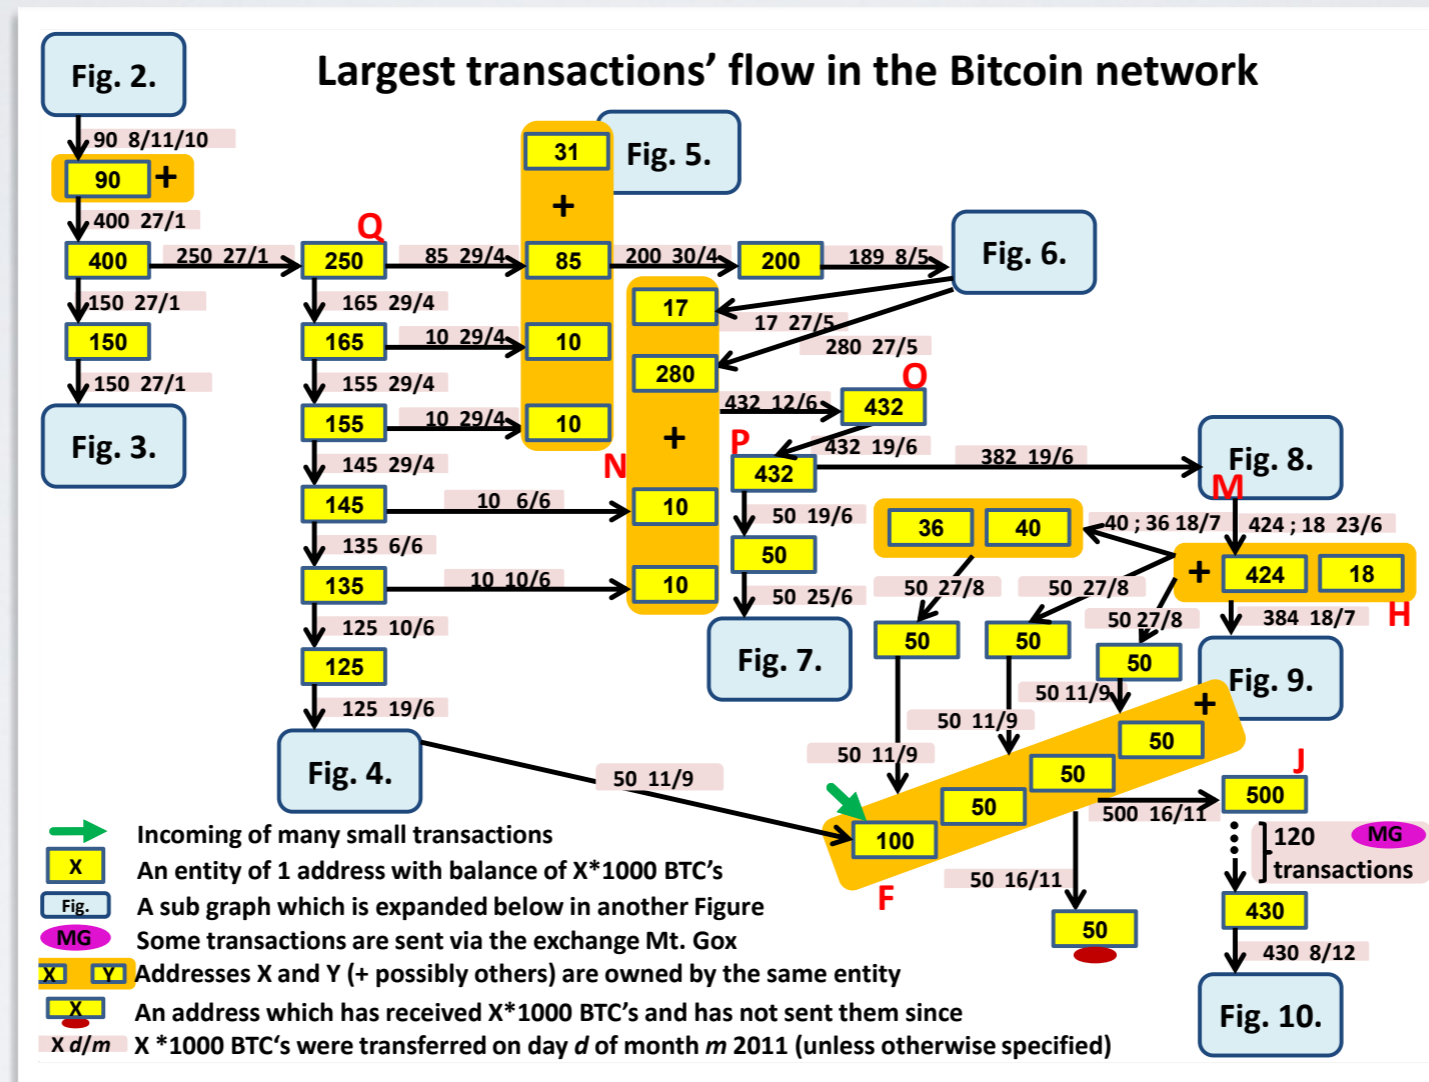 Largest transactions’ flow in the Bitcoin network
Fig. 2.
90 8/11/10
90 +
400 27/1
400
250 27/1
Q
250
85 29/4
31
+
85
Fig. 5.
200 30/4
200
189 8/5
Fig. 6.
150 27/1
150
150 27/1
Fig. 3.
165 29/4
165
10 29/4
10
155 29/4
155
10 29/4
10
145 29/4
145
10 6/6
135 6/6
135
10 10/6
125 10/6
125
125 19/6
Fig. 4.
N
17
280
+
10
10
17 27/5
280 27/5
432 12/6
O
432
432 19/6
P
432
382 19/6
Fig. 8.
M
50 19/6
50
50 25/6
Fig. 7.
36
40
40 ; 36 18/7
424 ; 18 23/6
+
424
18
H
384 18/7
Fig. 9.
50 27/8
50 27/8
50 27/8
50
50
50
50 11/9
50 11/9
50 11/9
50 11/9
+
50
50
50
100
F
500 16/11
J
500
120
transactions
MG
430
430 8/12
Fig. 10.
50 16/11
50
Incoming of many small transactions
X
An entity of 1 address with balance of X*1000 BTC’s
Fig.
A sub graph which is expanded below in another Figure
MG
Some transactions are sent via the exchange Mt. Gox
X Y
Addresses X and Y (+ possibly others) are owned by the same entity
X
An address which has received X*1000 BTC’s and has not sent them since
X d/m X *1000 BTC‘s were transferred on day d of month m 2011 (unless otherwise specified)